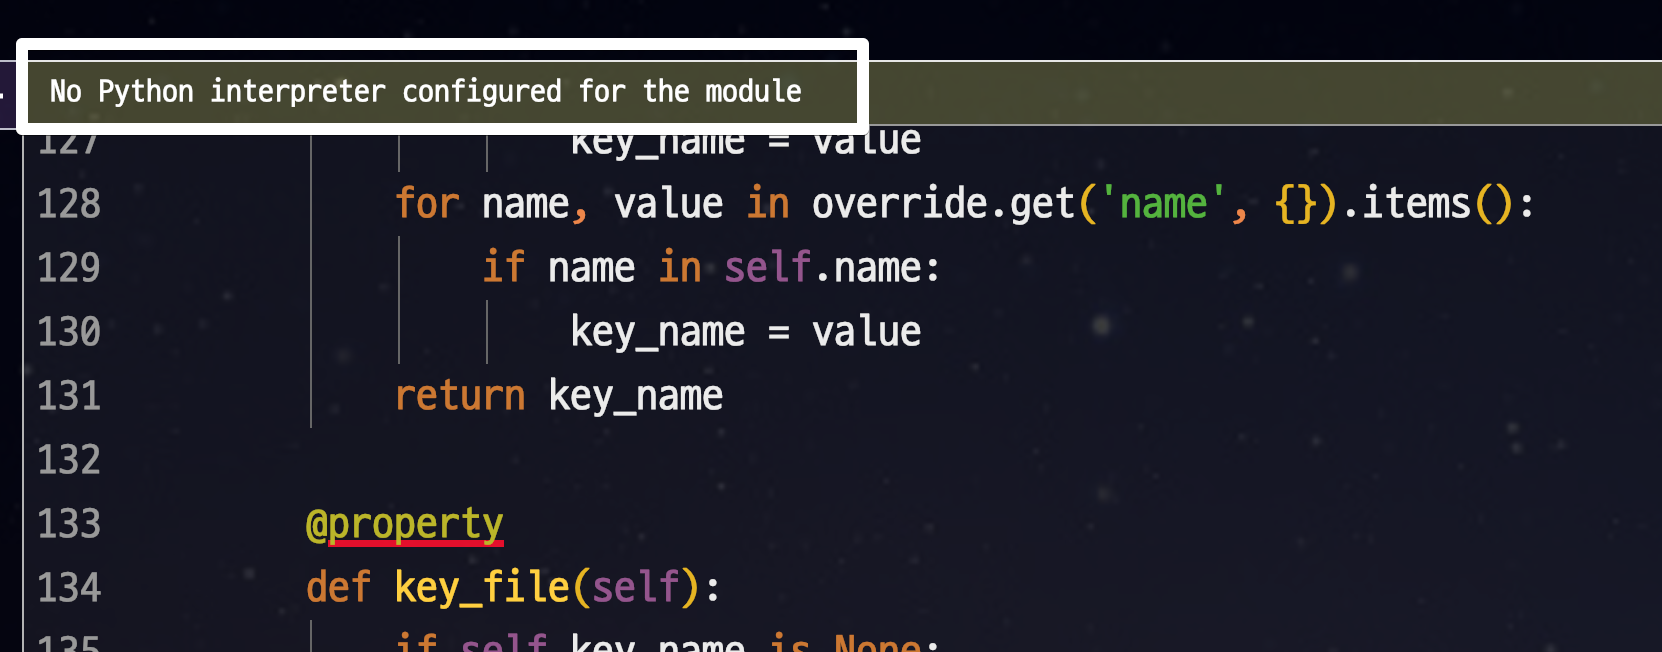 No Python interpreter configured for the module
127 key_name = value
128 for name, value in override.get('name', {}).items():
129 if name in self.name:
130 key_name = value
131 return key_name
132
133 @property
134 def key_file(self):
135 if self.key_name is None: